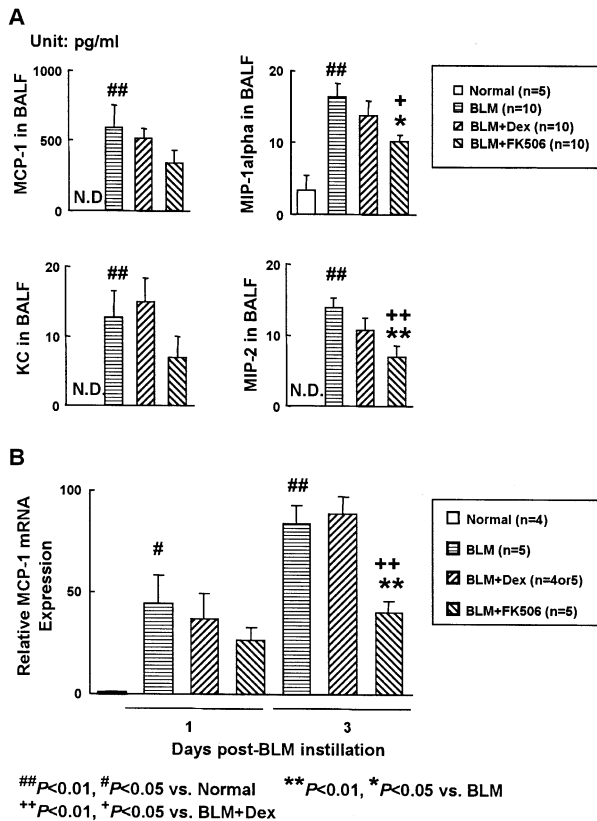 A
Unit: pg/ml
MCP-1 in BALF
1000
500
0
N.D
##
MIP-1alpha in BALF
20
10
0
##
+
*
Normal (n=5)
BLM (n=10)
BLM+Dex (n=10)
BLM+FK506 (n=10)
KC in BALF
20
10
0
N.D.
##
MIP-2 in BALF
20
10
0
N.D.
##
++
**
B
Relative MCP-1 mRNA
Expression
100
50
0
#
##
++
**
1
3
Days post-BLM instillation
Normal (n=4)
BLM (n=5)
BLM+Dex (n=4or5)
BLM+FK506 (n=5)
##P<0.01, #P<0.05 vs. Normal **P<0.01, *P<0.05 vs. BLM
++P<0.01, +P<0.05 vs. BLM+Dex